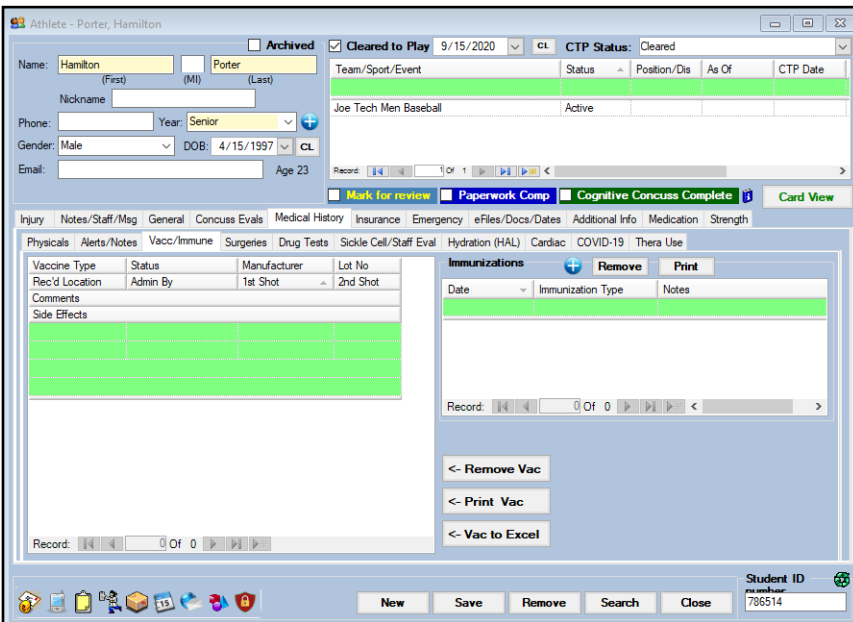 Athlete - Porter, Hamilton
Archived
Cleared to Play 9/15/2020 CL CTP Status: Cleared
Name: Hamilton Porter
(First) (MI) (Last)
Nickname
Phone: Year: Senior
Gender: Male DOB: 4/15/1997 CL
Email: Age 23
Team/Sport/Event Status Position/Dis As Of CTP Date
Joe Tech Men Baseball Active
Record: 1 Of 1
Mark for review Paperwork Comp Cognitive Concuss Complete Card View
Injury Notes/Staff/Msg General Concuss Evals Medical History Insurance Emergency eFiles/Docs/Dates Additional Info Medication Strength
Physicals Alerts/Notes Vacc/Immune Surgeries Drug Tests Sickle Cell/Staff Eval Hydration (HAL) Cardiac COVID-19 Thera Use
Vaccine Type Status Manufacturer Lot No
Rec'd Location Admin By 1st Shot 2nd Shot
Comments
Side Effects
Record: 0 Of 0
Immunizations Remove Print
Date Immunization Type Notes
Record: 0 Of 0
<- Remove Vac
<- Print Vac
<- Vac to Excel
15
New Save Remove Search Close
Student ID
number
786514